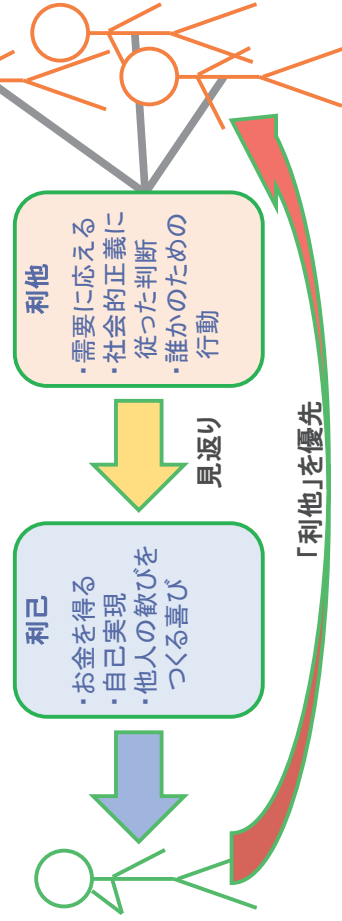 利己
・お金を得る
・自己実現
・他人の歓びを
つくる喜び
見返り
利他
・需要に応える
・社会的正義に
従った判断
・誰かのための
行動
「利他」を優先